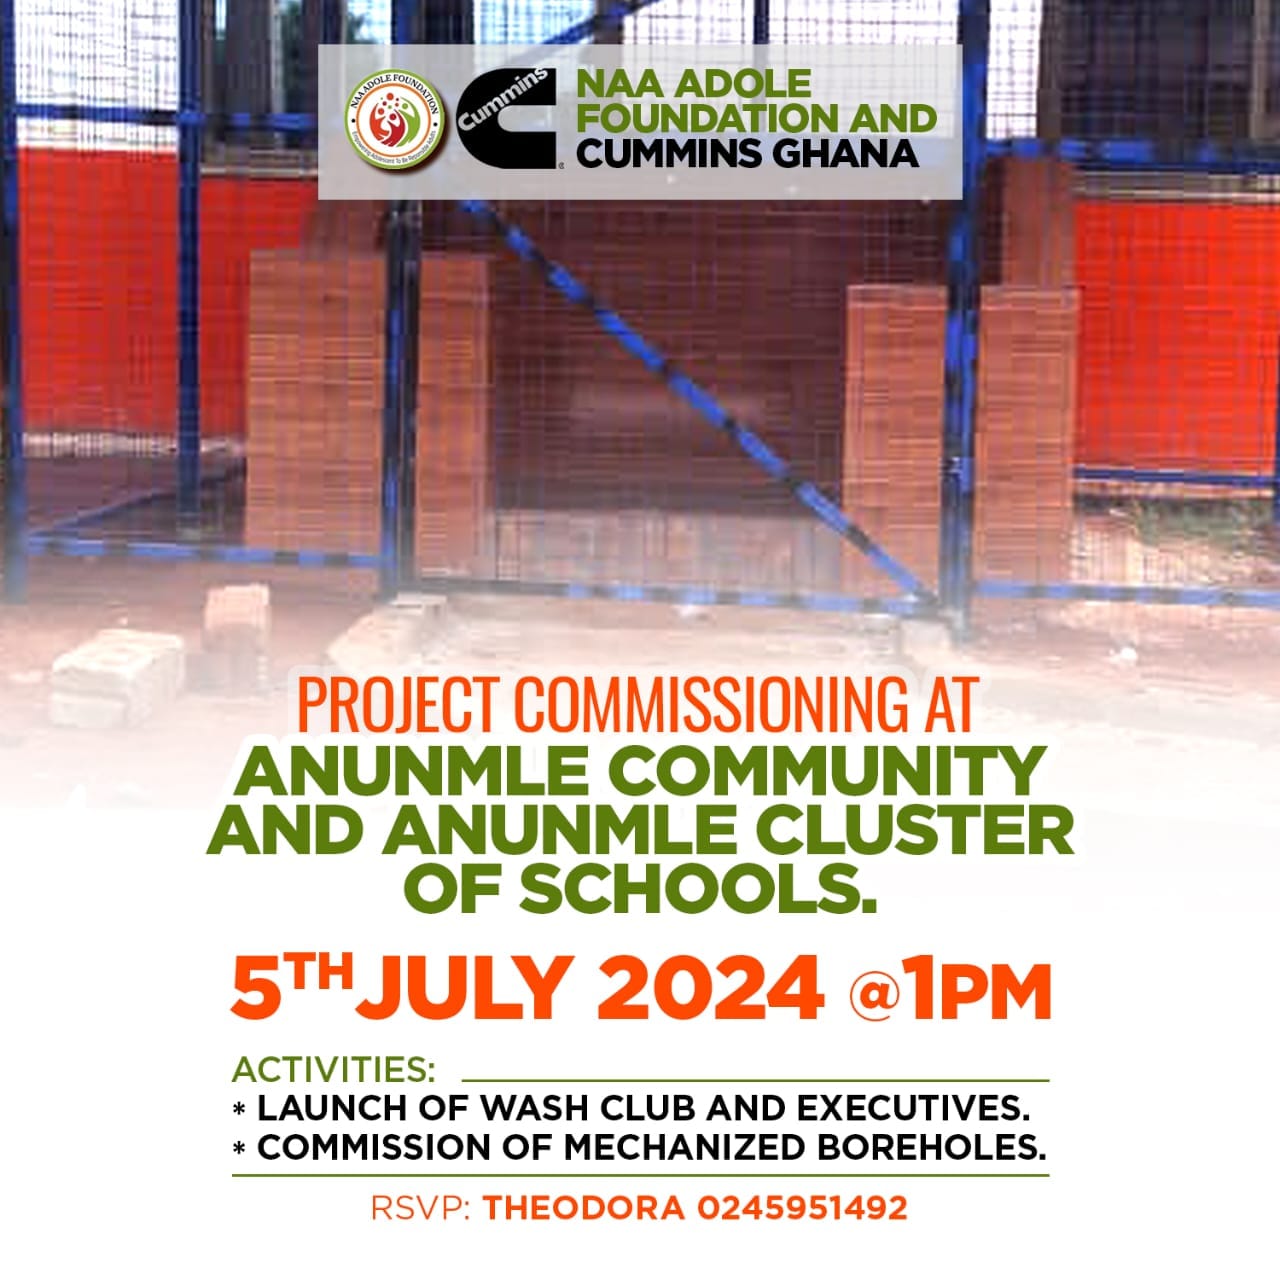 NAA ADOLE FOUNDATION
Empowering Adolescent To Be Responsible Adults
Cummins
NAA ADOLE
FOUNDATION AND
CUMMINS GHANA
PROJECT COMMISSIONING AT
ANUNMLE COMMUNITY
AND ANUNMLE CLUSTER
OF SCHOOLS.
5TH JULY 2024 @1PM
ACTIVITIES:
* LAUNCH OF WASH CLUB AND EXECUTIVES.
* COMMISSION OF MECHANIZED BOREHOLES.
RSVP: THEODORA 0245951492